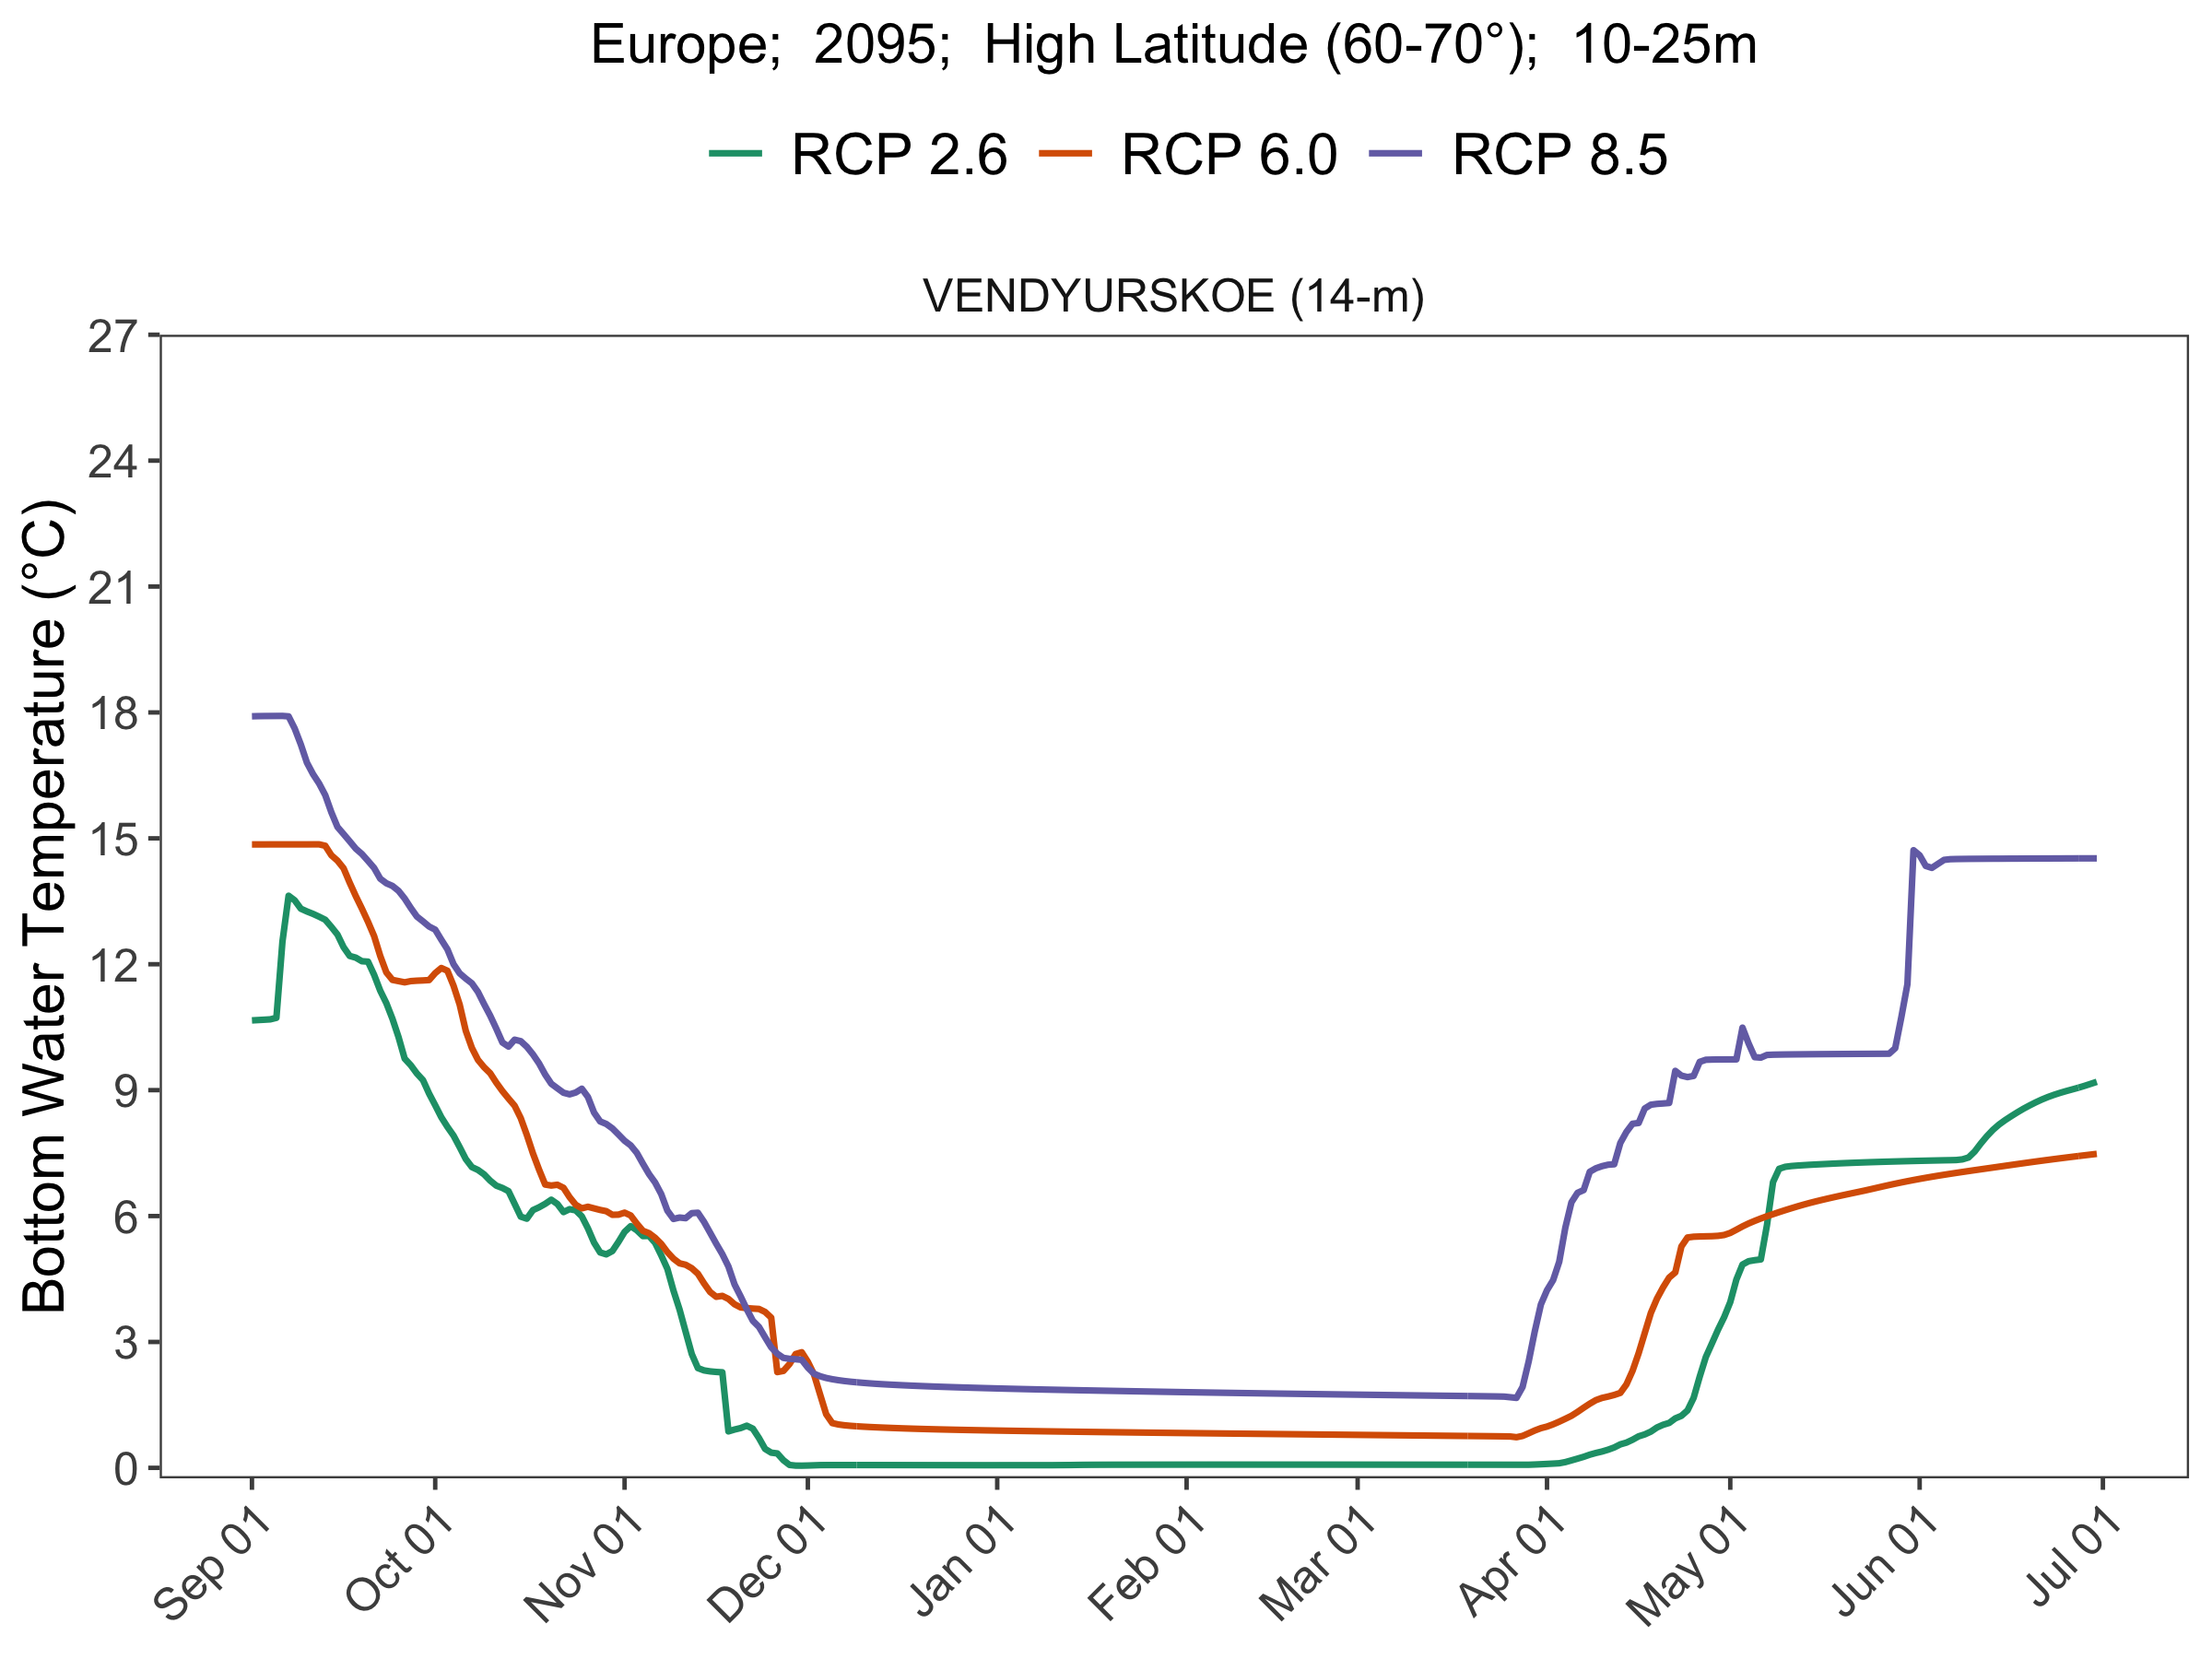 Europe;  2095;  High Latitude (60-70°);  10-25m
RCP 2.6 RCP 6.0 RCP 8.5
VENDYURSKOE (14-m)
Bottom Water Temperature (°C)
27
24
21
18
15
12
9
6
3
0
Sep 01 Oct 01 Nov 01 Dec 01 Jan 01 Feb 01 Mar 01 Apr 01 May 01 Jun 01 Jul 01